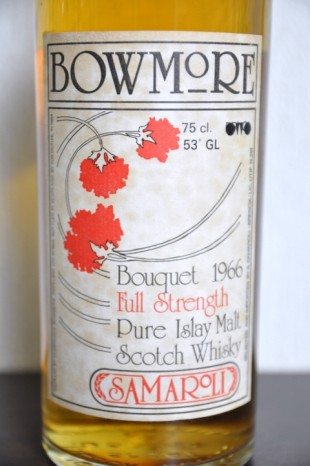 BOWMoRE
75 cl.
53° GL
Bouquet 1966
Full Strength
Pure Islay Malt
Scotch Whisky
SAMAROLI